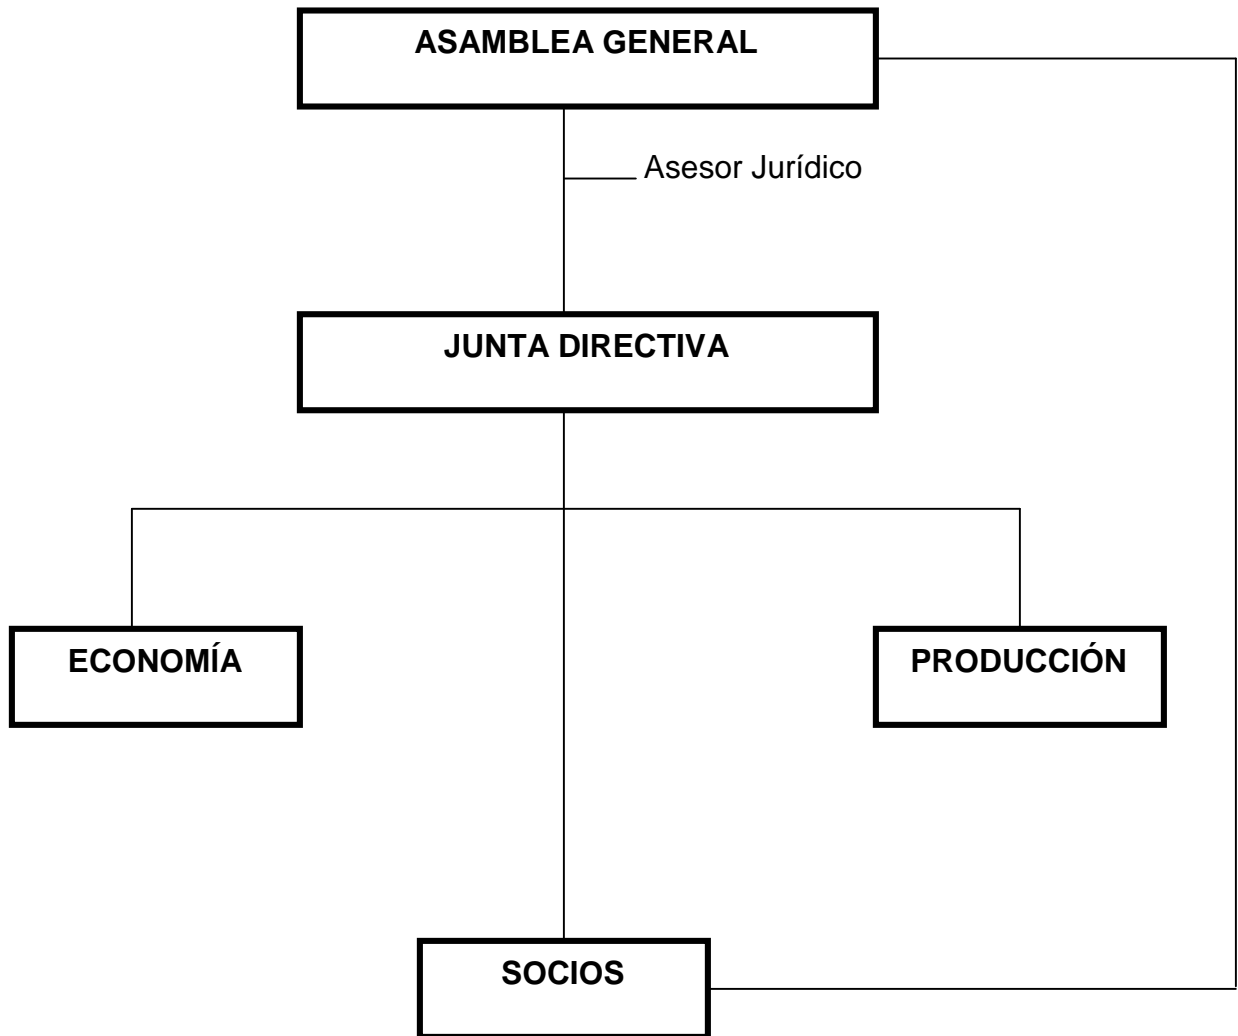 ASAMBLEA GENERAL
Asesor Jurídico
JUNTA DIRECTIVA
ECONOMÍA
PRODUCCIÓN
SOCIOS